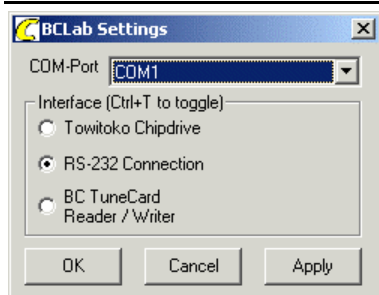 BCLab Settings
COM-Port COM1
Interface (Ctrl+T to toggle)
Towitoko Chipdrive
RS-232 Connection
BC TuneCard
Reader / Writer
OK Cancel Apply